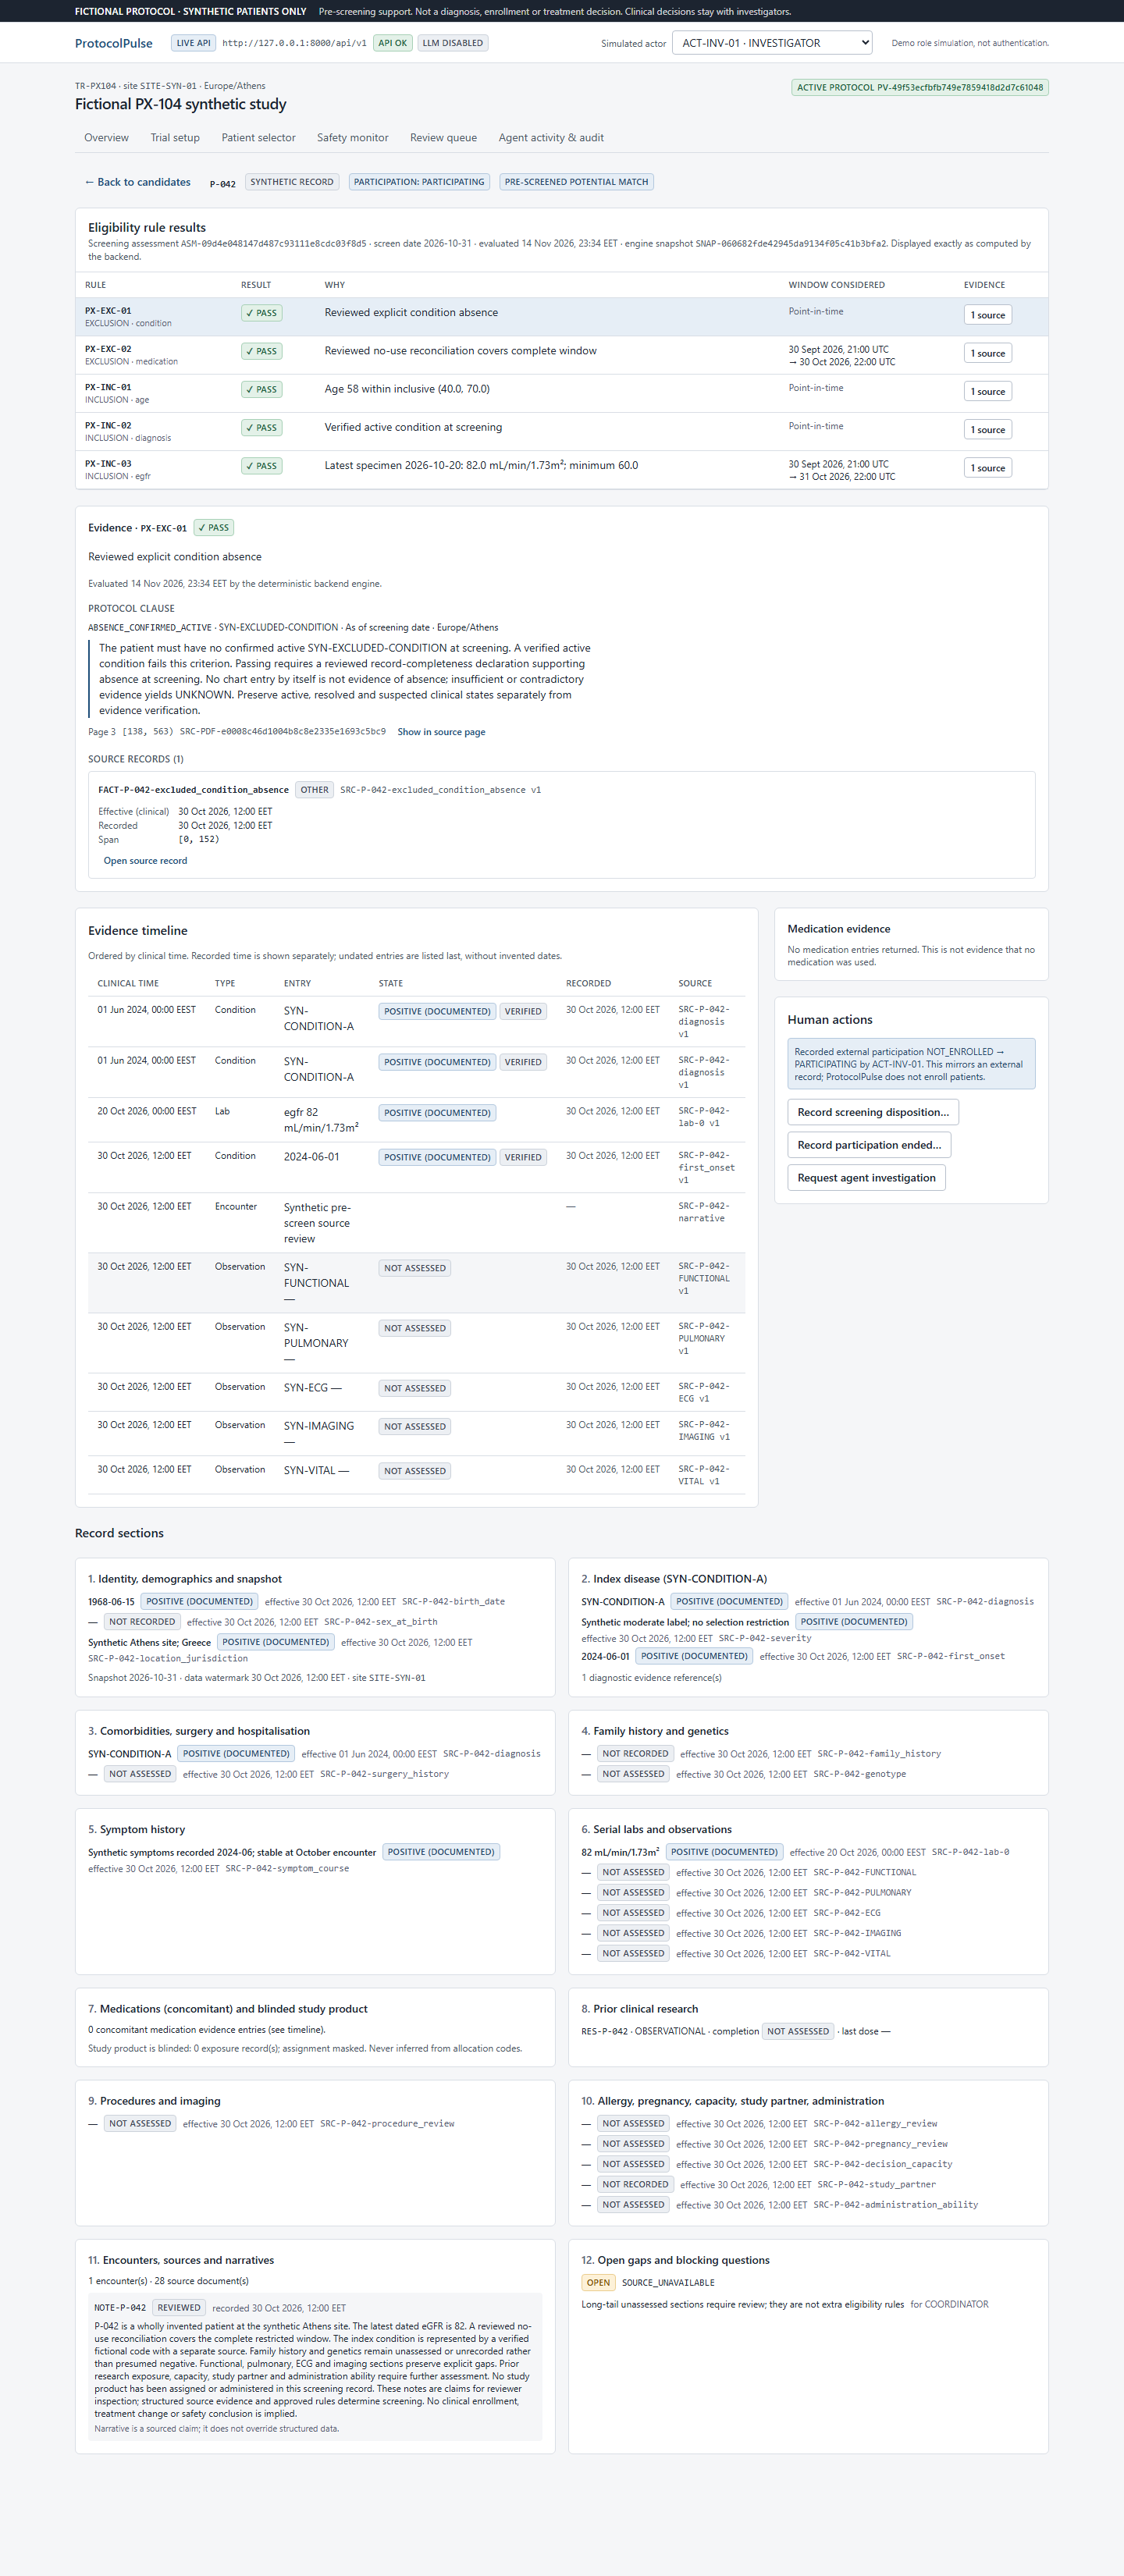 FICTIONAL PROTOCOL · SYNTHETIC PATIENTS ONLY Pre-screening support. Not a diagnosis, enrollment or treatment decision. Clinical decisions stay with investigators.
ProtocolPulse LIVE API http://127.0.0.1:8000/api/v1 API OK LLM DISABLED Simulated actor ACT-INV-01 · INVESTIGATOR Demo role simulation, not authentication.
TR-PX104 · site SITE-SYN-01 · Europe/Athens
ACTIVE PROTOCOL PV-49f53ecfbfb749e7859418d2d7c61048
Fictional PX-104 synthetic study
Overview Trial setup Patient selector Safety monitor Review queue Agent activity & audit
← Back to candidates P-042 SYNTHETIC RECORD PARTICIPATION: PARTICIPATING PRE-SCREENED POTENTIAL MATCH
Eligibility rule results
Screening assessment ASM-09d4e048147d487c93111e8cdc03f8d5 · screen date 2026-10-31 · evaluated 14 Nov 2026, 23:34 EET · engine snapshot SNAP-060682fde42945da9134f05c41b3bfa2. Displayed exactly as computed by
the backend.
RULE RESULT WHY WINDOW CONSIDERED EVIDENCE
PX-EXC-01 ✓ PASS Reviewed explicit condition absence Point-in-time 1 source
EXCLUSION · condition
PX-EXC-02 ✓ PASS Reviewed no-use reconciliation covers complete window 30 Sept 2026, 21:00 UTC 1 source
EXCLUSION · medication → 30 Oct 2026, 22:00 UTC
PX-INC-01 ✓ PASS Age 58 within inclusive (40.0, 70.0) Point-in-time 1 source
INCLUSION · age
PX-INC-02 ✓ PASS Verified active condition at screening Point-in-time 1 source
INCLUSION · diagnosis
PX-INC-03 ✓ PASS Latest specimen 2026-10-20: 82.0 mL/min/1.73m²; minimum 60.0 30 Sept 2026, 21:00 UTC 1 source
INCLUSION · egfr → 31 Oct 2026, 22:00 UTC
Evidence · PX-EXC-01 ✓ PASS
Reviewed explicit condition absence
Evaluated 14 Nov 2026, 23:34 EET by the deterministic backend engine.
PROTOCOL CLAUSE
ABSENCE_CONFIRMED_ACTIVE · SYN-EXCLUDED-CONDITION · As of screening date · Europe/Athens
The patient must have no confirmed active SYN-EXCLUDED-CONDITION at screening. A verified active
condition fails this criterion. Passing requires a reviewed record-completeness declaration supporting
absence at screening. No chart entry by itself is not evidence of absence; insufficient or contradictory
evidence yields UNKNOWN. Preserve active, resolved and suspected clinical states separately from
evidence verification.
Page 3 [138, 563) SRC-PDF-e0008c46d1004b8c8e2335e1693c5bc9 Show in source page
SOURCE RECORDS (1)
FACT-P-042-excluded_condition_absence OTHER SRC-P-042-excluded_condition_absence v1
Effective (clinical) 30 Oct 2026, 12:00 EET
Recorded 30 Oct 2026, 12:00 EET
Span [0, 152)
Open source record
Evidence timeline
Ordered by clinical time. Recorded time is shown separately; undated entries are listed last, without invented dates.
CLINICAL TIME TYPE ENTRY STATE RECORDED SOURCE
01 Jun 2024, 00:00 EEST Condition SYN-CONDITION-A POSITIVE (DOCUMENTED) VERIFIED 30 Oct 2026, 12:00 EET SRC-P-042-diagnosis v1
01 Jun 2024, 00:00 EEST Condition SYN-CONDITION-A POSITIVE (DOCUMENTED) VERIFIED 30 Oct 2026, 12:00 EET SRC-P-042-diagnosis v1
20 Oct 2026, 00:00 EEST Lab egfr 82 mL/min/1.73m² POSITIVE (DOCUMENTED) 30 Oct 2026, 12:00 EET SRC-P-042-lab-0 v1
30 Oct 2026, 12:00 EET Condition 2024-06-01 POSITIVE (DOCUMENTED) VERIFIED 30 Oct 2026, 12:00 EET SRC-P-042-first_onset v1
30 Oct 2026, 12:00 EET Encounter Synthetic pre-screen source review — SRC-P-042-narrative
30 Oct 2026, 12:00 EET Observation SYN-FUNCTIONAL — NOT ASSESSED 30 Oct 2026, 12:00 EET SRC-P-042-FUNCTIONAL v1
30 Oct 2026, 12:00 EET Observation SYN-PULMONARY — NOT ASSESSED 30 Oct 2026, 12:00 EET SRC-P-042-PULMONARY v1
30 Oct 2026, 12:00 EET Observation SYN-ECG — NOT ASSESSED 30 Oct 2026, 12:00 EET SRC-P-042-ECG v1
30 Oct 2026, 12:00 EET Observation SYN-IMAGING — NOT ASSESSED 30 Oct 2026, 12:00 EET SRC-P-042-IMAGING v1
30 Oct 2026, 12:00 EET Observation SYN-VITAL — NOT ASSESSED 30 Oct 2026, 12:00 EET SRC-P-042-VITAL v1
Medication evidence
No medication entries returned. This is not evidence that no
medication was used.
Human actions
Recorded external participation NOT_ENROLLED →
PARTICIPATING by ACT-INV-01. This mirrors an external
record; ProtocolPulse does not enroll patients.
Record screening disposition...
Record participation ended...
Request agent investigation
Record sections
1. Identity, demographics and snapshot
1968-06-15 POSITIVE (DOCUMENTED) effective 30 Oct 2026, 12:00 EET SRC-P-042-birth_date
— NOT RECORDED effective 30 Oct 2026, 12:00 EET SRC-P-042-sex_at_birth
Synthetic Athens site; Greece POSITIVE (DOCUMENTED) effective 30 Oct 2026, 12:00 EET
SRC-P-042-location_jurisdiction
Snapshot 2026-10-31 · data watermark 30 Oct 2026, 12:00 EET · site SITE-SYN-01
2. Index disease (SYN-CONDITION-A)
SYN-CONDITION-A POSITIVE (DOCUMENTED) effective 01 Jun 2024, 00:00 EEST SRC-P-042-diagnosis
Synthetic moderate label; no selection restriction POSITIVE (DOCUMENTED)
effective 30 Oct 2026, 12:00 EET SRC-P-042-severity
2024-06-01 POSITIVE (DOCUMENTED) effective 30 Oct 2026, 12:00 EET SRC-P-042-first_onset
1 diagnostic evidence reference(s)
3. Comorbidities, surgery and hospitalisation
SYN-CONDITION-A POSITIVE (DOCUMENTED) effective 01 Jun 2024, 00:00 EEST SRC-P-042-diagnosis
— NOT ASSESSED effective 30 Oct 2026, 12:00 EET SRC-P-042-surgery_history
4. Family history and genetics
— NOT RECORDED effective 30 Oct 2026, 12:00 EET SRC-P-042-family_history
— NOT ASSESSED effective 30 Oct 2026, 12:00 EET SRC-P-042-genotype
5. Symptom history
Synthetic symptoms recorded 2024-06; stable at October encounter POSITIVE (DOCUMENTED)
effective 30 Oct 2026, 12:00 EET SRC-P-042-symptom_course
6. Serial labs and observations
82 mL/min/1.73m² POSITIVE (DOCUMENTED) effective 20 Oct 2026, 00:00 EEST SRC-P-042-lab-0
— NOT ASSESSED effective 30 Oct 2026, 12:00 EET SRC-P-042-FUNCTIONAL
— NOT ASSESSED effective 30 Oct 2026, 12:00 EET SRC-P-042-PULMONARY
— NOT ASSESSED effective 30 Oct 2026, 12:00 EET SRC-P-042-ECG
— NOT ASSESSED effective 30 Oct 2026, 12:00 EET SRC-P-042-IMAGING
— NOT ASSESSED effective 30 Oct 2026, 12:00 EET SRC-P-042-VITAL
7. Medications (concomitant) and blinded study product
0 concomitant medication evidence entries (see timeline).
Study product is blinded: 0 exposure record(s); assignment masked. Never inferred from allocation codes.
8. Prior clinical research
RES-P-042 · OBSERVATIONAL · completion NOT ASSESSED · last dose —
9. Procedures and imaging
— NOT ASSESSED effective 30 Oct 2026, 12:00 EET SRC-P-042-procedure_review
10. Allergy, pregnancy, capacity, study partner, administration
— NOT ASSESSED effective 30 Oct 2026, 12:00 EET SRC-P-042-allergy_review
— NOT ASSESSED effective 30 Oct 2026, 12:00 EET SRC-P-042-pregnancy_review
— NOT ASSESSED effective 30 Oct 2026, 12:00 EET SRC-P-042-decision_capacity
— NOT RECORDED effective 30 Oct 2026, 12:00 EET SRC-P-042-study_partner
— NOT ASSESSED effective 30 Oct 2026, 12:00 EET SRC-P-042-administration_ability
11. Encounters, sources and narratives
1 encounter(s) · 28 source document(s)
NOTE-P-042 REVIEWED recorded 30 Oct 2026, 12:00 EET
P-042 is a wholly invented patient at the synthetic Athens site. The latest dated eGFR is 82. A reviewed no-
use reconciliation covers the complete restricted window. The index condition is represented by a verified
fictional code with a separate source. Family history and genetics remain unassessed or unrecorded rather
than presumed negative. Functional, pulmonary, ECG and imaging sections preserve explicit gaps. Prior
research exposure, capacity, study partner and administration ability require further assessment. No study
product has been assigned or administered in this screening record. These notes are claims for reviewer
inspection; structured source evidence and approved rules determine screening. No clinical enrollment,
treatment change or safety conclusion is implied.
Narrative is a sourced claim; it does not override structured data.
12. Open gaps and blocking questions
OPEN SOURCE_UNAVAILABLE
Long-tail unassessed sections require review; they are not extra eligibility rules for COORDINATOR